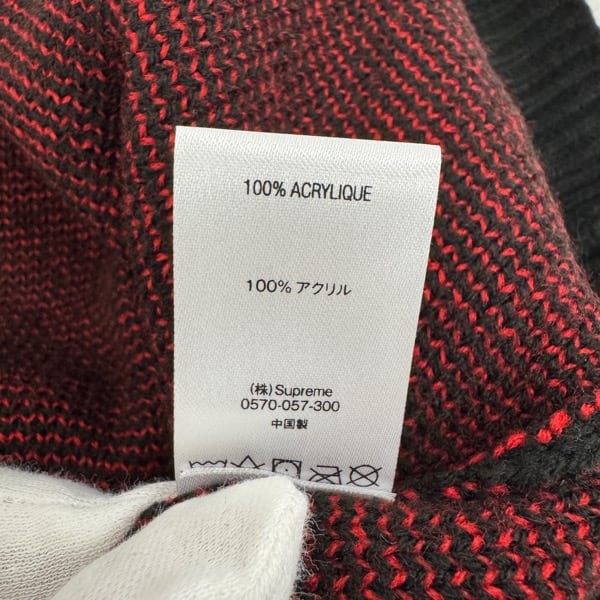 100% ACRYLIQUE
100% アクリル
(株)Supreme
0570-057-300
中国製